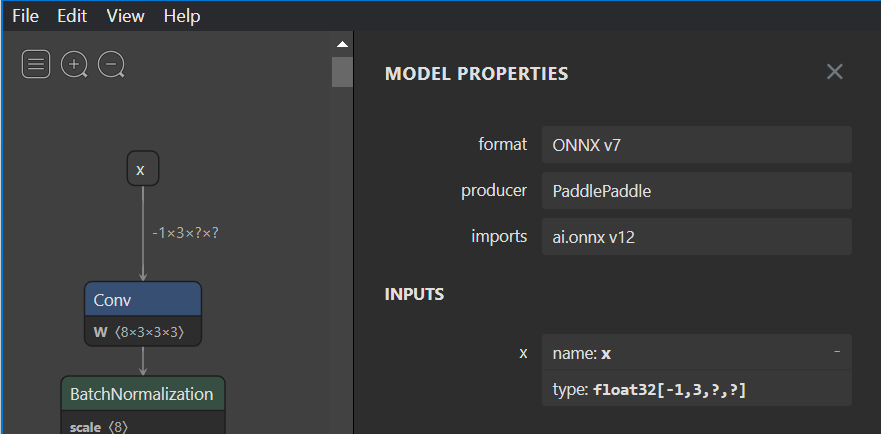 File Edit View Help
MODEL PROPERTIES
format ONNX v7
producer PaddlePaddle
imports ai.onnx v12
INPUTS
x name: x -
type: float32[-1,3,?,?]
x
-1×3×?×?
Conv
W ⟨8×3×3×3⟩
BatchNormalization
scale ⟨8⟩